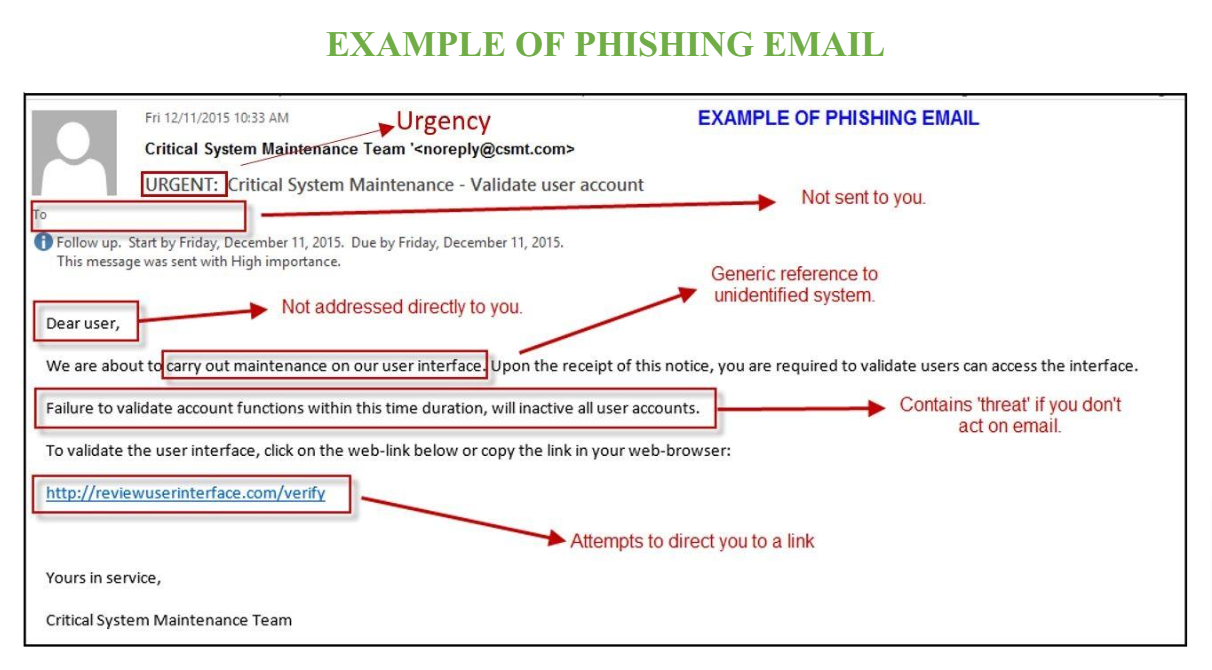 EXAMPLE OF PHISHING EMAIL
Fri 12/11/2015 10:33 AM
Urgency
EXAMPLE OF PHISHING EMAIL
Critical System Maintenance Team '<noreply@csmt.com>
URGENT: Critical System Maintenance - Validate user account
Not sent to you.
To
Follow up. Start by Friday, December 11, 2015. Due by Friday, December 11, 2015.
This message was sent with High importance.
Generic reference to
unidentified system.
Not addressed directly to you.
Dear user,
We are about to carry out maintenance on our user interface. Upon the receipt of this notice, you are required to validate users can access the interface.
Failure to validate account functions within this time duration, will inactive all user accounts.
Contains 'threat' if you don't
act on email.
To validate the user interface, click on the web-link below or copy the link in your web-browser:
http://reviewuserinterface.com/verify
Attempts to direct you to a link
Yours in service,
Critical System Maintenance Team